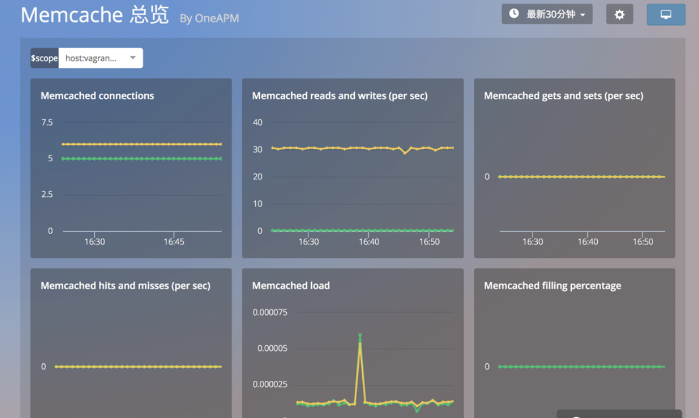 Memcache 总览 By OneAPM
最新30分钟
$scope host:vagran...
Memcached connections
7.5
5
2.5
0
16:30 16:45
Memcached reads and writes (per sec)
40
30
20
10
0
16:30 16:40 16:50
Memcached gets and sets (per sec)
0
16:30 16:40 16:50
Memcached hits and misses (per sec)
0
Memcached load
0.000075
0.00005
0.000025
Memcached filling percentage
0